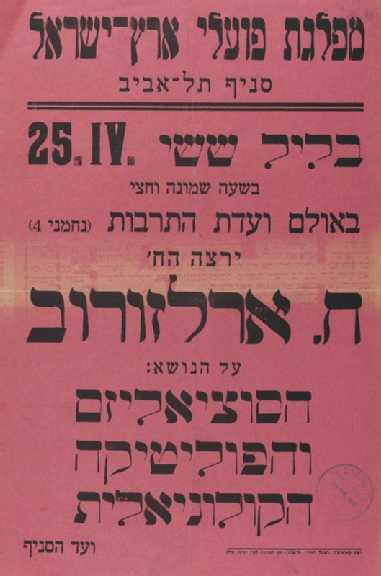 מפלגת פועלי ארץ־ישראל
סניף תל־אביב
בליל ששי 25.IV.
בשעה שמונה וחצי
באולם ועדת התרבות (נחמני 4)
ירצה הח׳
ח. ארלוזורוב
על הנושא:
הסוציאליזם
והפוליטיקה
הקולוניאלית
ועד הסניף